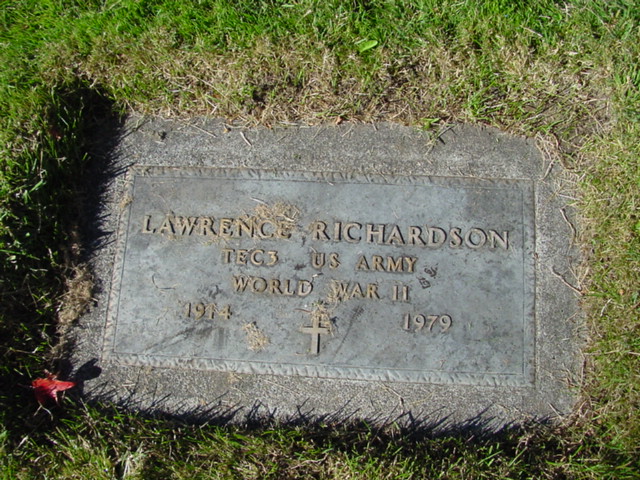 LAWRENCE RICHARDSON
TEC3 US ARMY
WORLD WAR II
1914 1979